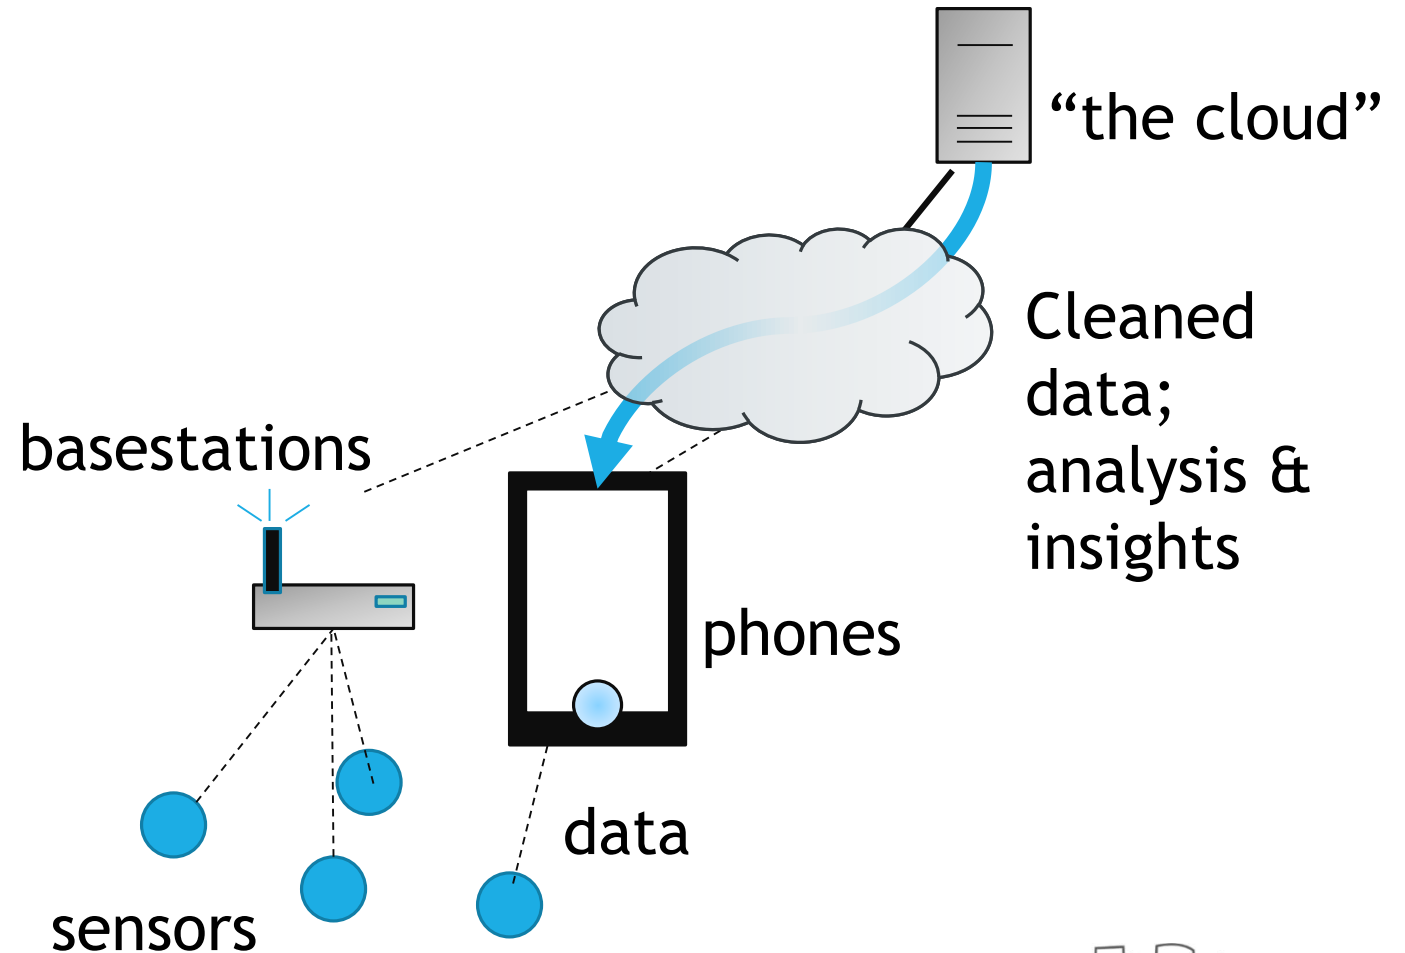 “the cloud”
Cleaned
data;
analysis &
insights
basestations
phones
data
sensors